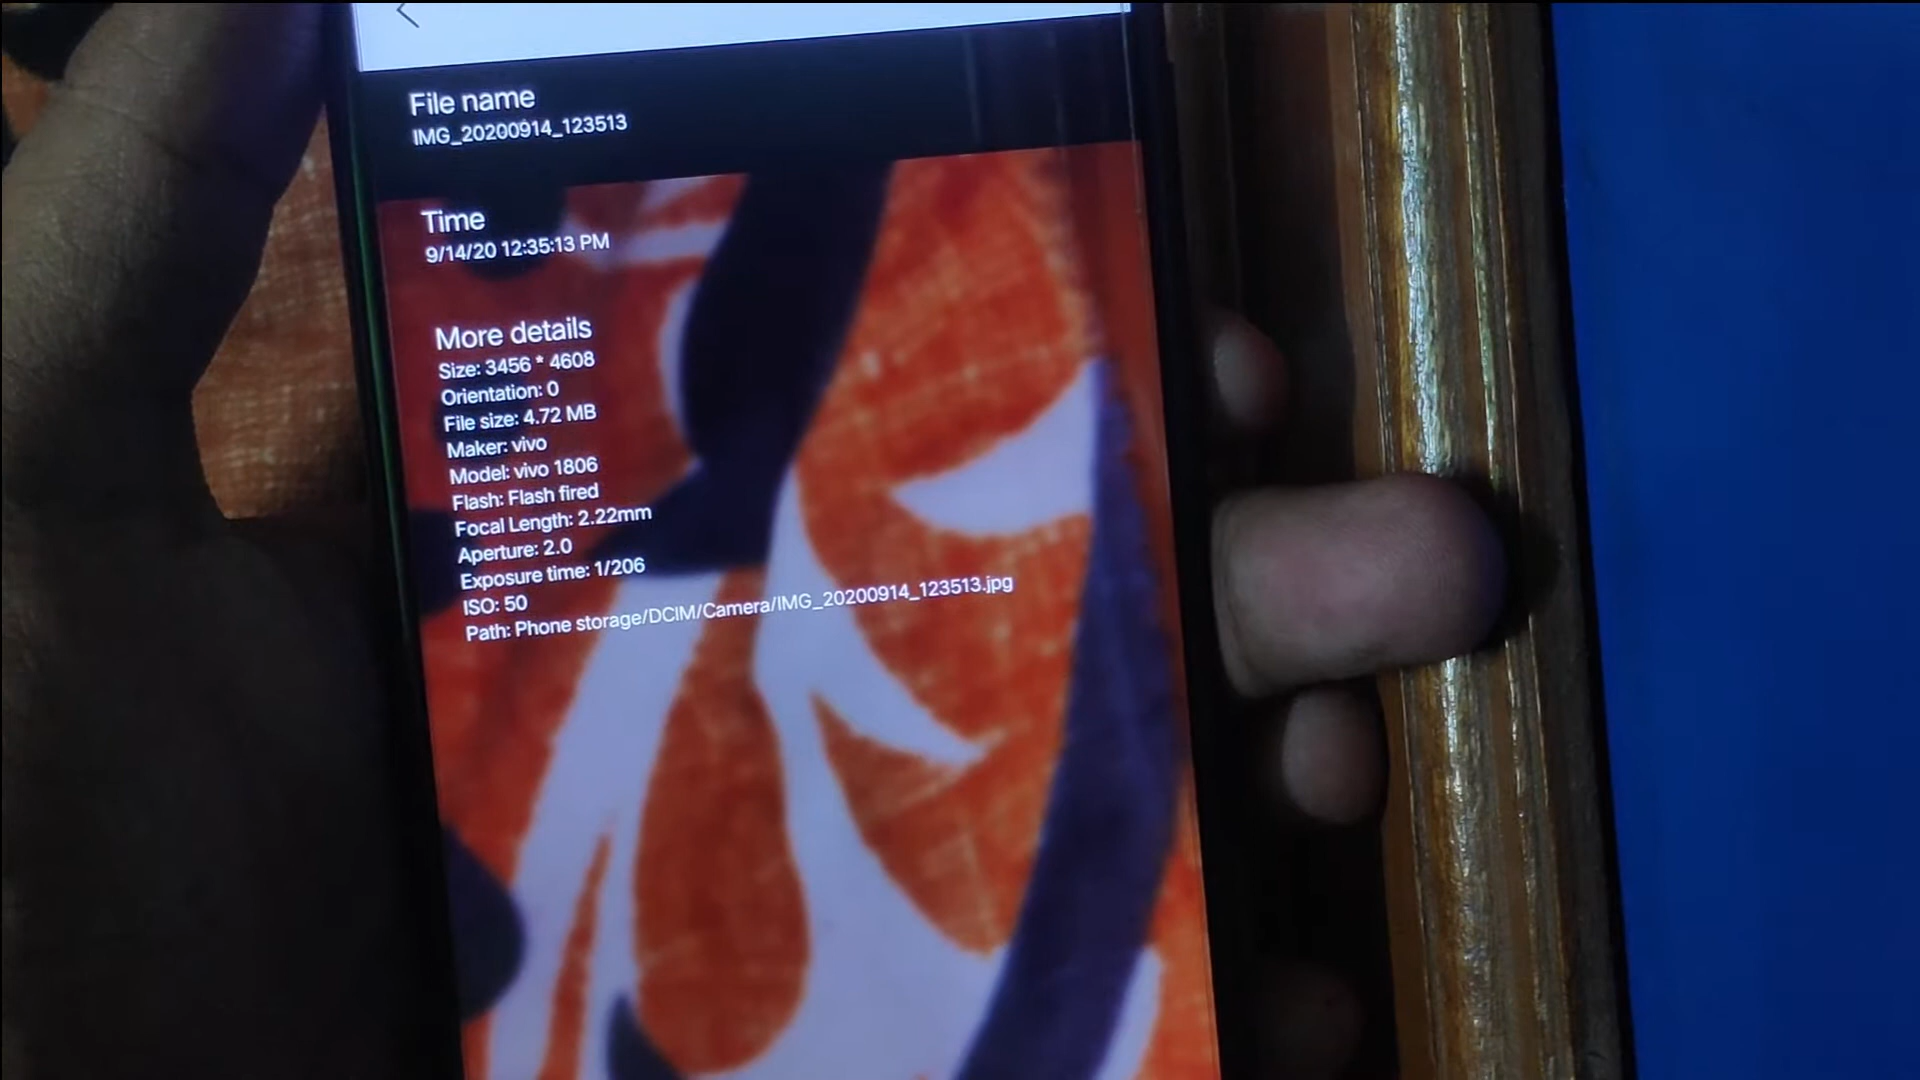 File name
IMG_20200914_123513
Time
9/14/20 12:35:13 PM
More details
Size: 3456 * 4608
Orientation: 0
File size: 4.72 MB
Maker: vivo
Model: vivo 1806
Flash: Flash fired
Focal Length: 2.22mm
Aperture: 2.0
Exposure time: 1/206
ISO: 50
Path: Phone storage/DCIM/Camera/IMG_20200914_123513.jpg